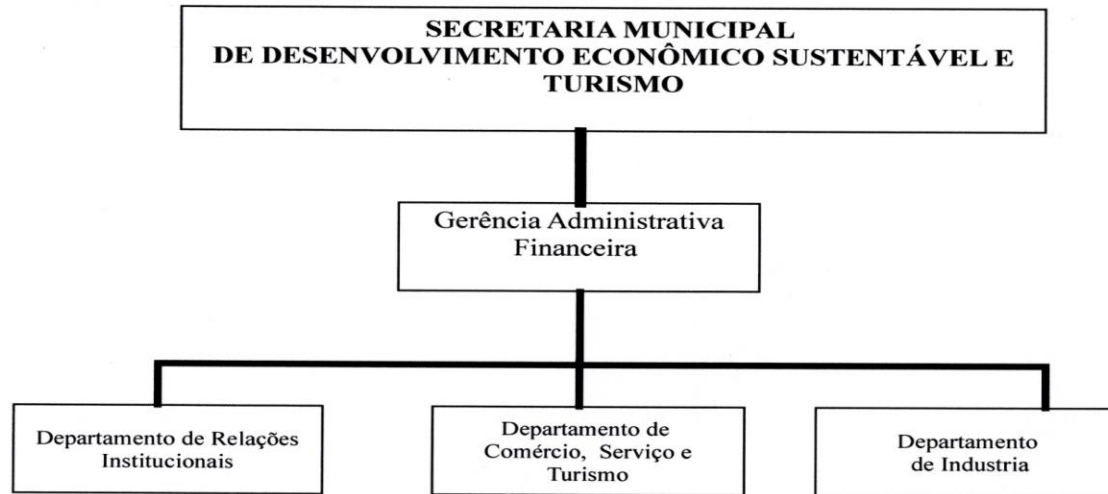 SECRETARIA MUNICIPAL
DE DESENVOLVIMENTO ECONÔMICO SUSTENTÁVEL E
TURISMO
Gerência Administrativa
Financeira
Departamento de Relações
Institucionais
Departamento de
Comércio, Serviço e
Turismo
Departamento
de Industria